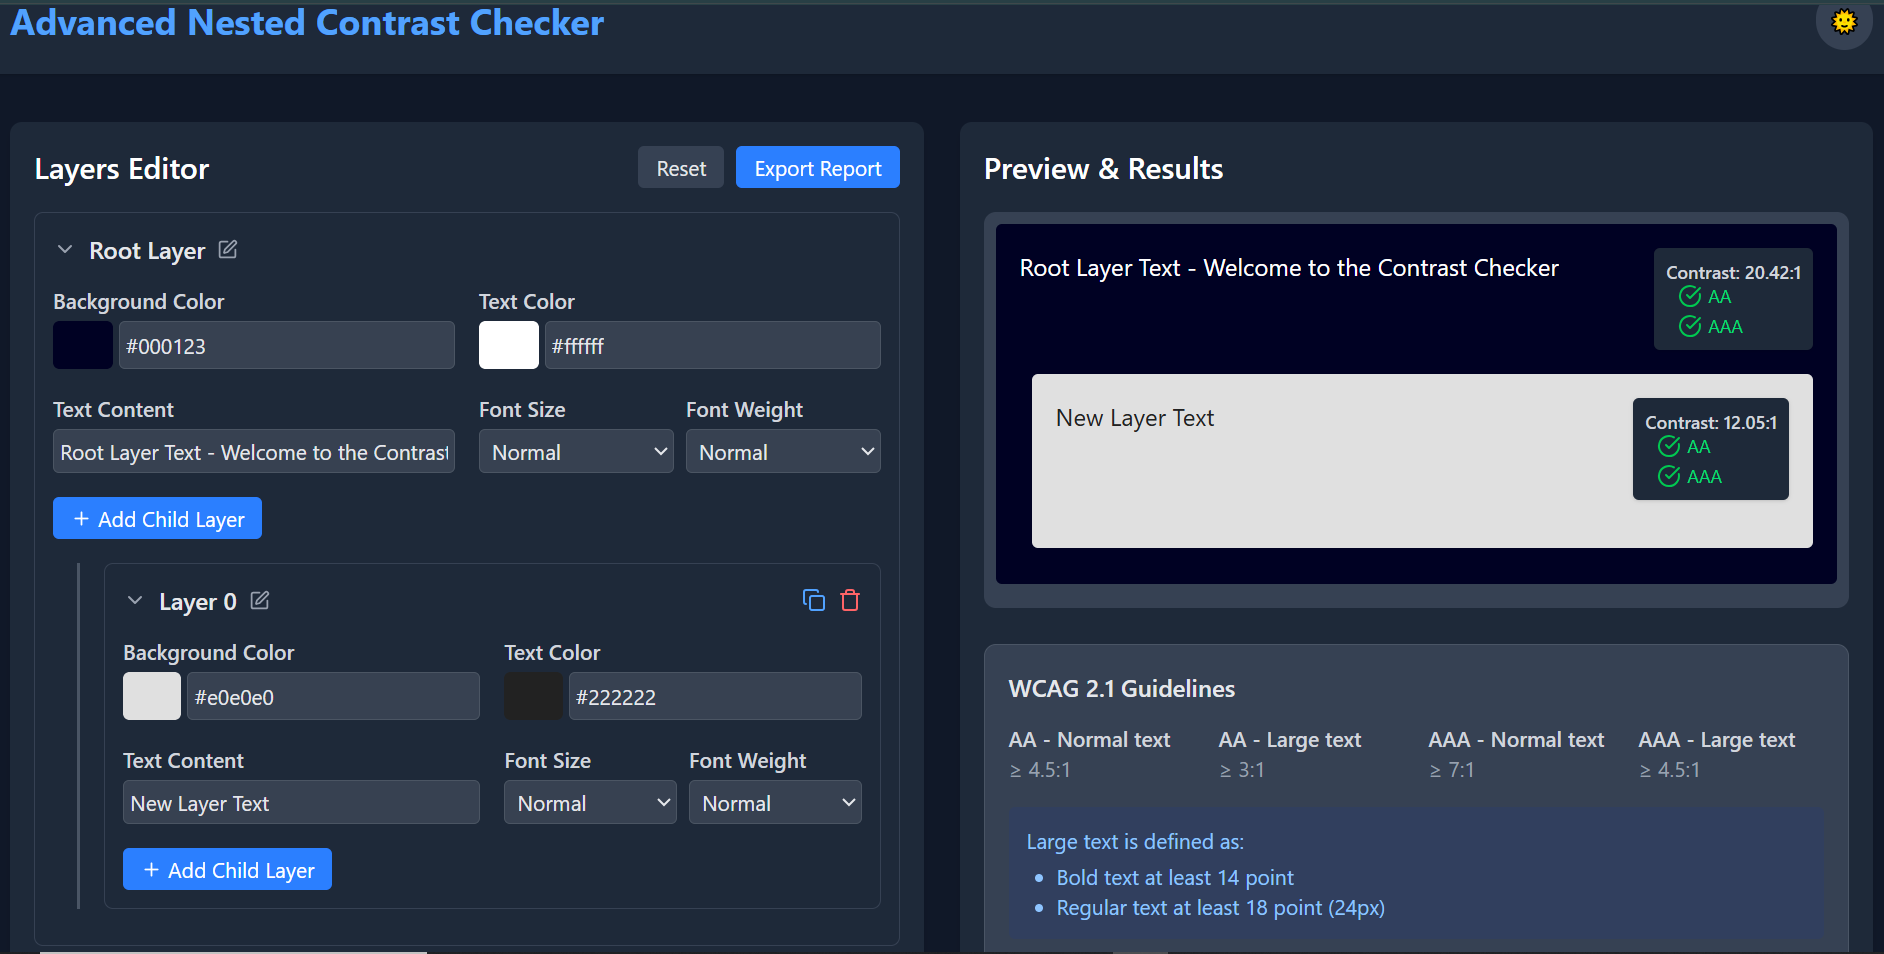 Advanced Nested Contrast Checker
Layers Editor
Reset
Export Report
Root Layer
Background Color
Text Color
#000123
#ffffff
Text Content
Font Size
Font Weight
Root Layer Text - Welcome to the Contrast
Normal
Normal
+ Add Child Layer
Layer 0
Background Color
Text Color
#e0e0e0
#222222
Text Content
Font Size
Font Weight
New Layer Text
Normal
Normal
+ Add Child Layer
Preview & Results
Root Layer Text - Welcome to the Contrast Checker
Contrast: 20.42:1
AA
AAA
New Layer Text
Contrast: 12.05:1
AA
AAA
WCAG 2.1 Guidelines
AA - Normal text
≥ 4.5:1
AA - Large text
≥ 3:1
AAA - Normal text
≥ 7:1
AAA - Large text
≥ 4.5:1
Large text is defined as:
• Bold text at least 14 point
• Regular text at least 18 point (24px)